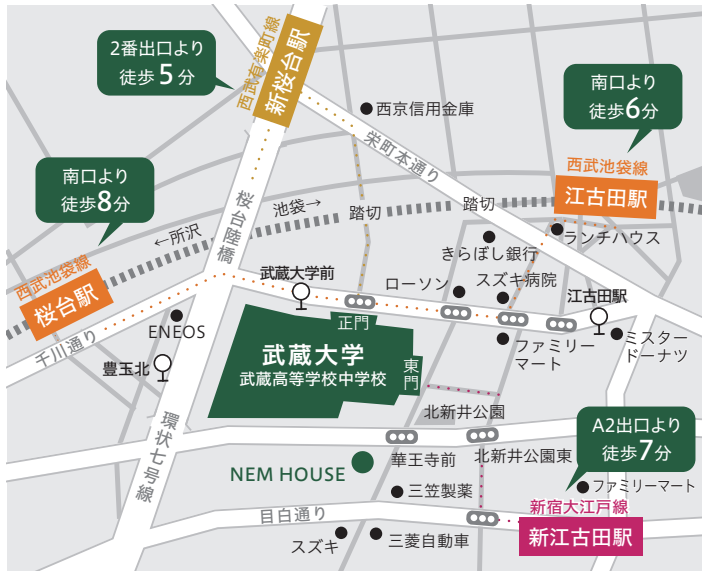 2番出口より
徒歩5分
西武有楽町線
新桜台駅
西京信用金庫
栄町本通り
南口より
徒歩6分
西武池袋線
江古田駅
南口より
徒歩8分
西武池袋線
桜台駅
←所沢
池袋→
桜台陸橋
踏切
踏切
きらぼし銀行
ランチハウス
武蔵大学前
ローソン
スズキ病院
江古田駅
千川通り
ENEOS
豊玉北
正門
武蔵大学
武蔵高等学校中学校
東門
ファミリー
マート
ミスター
ドーナツ
北新井公園
A2出口より
徒歩7分
環状七号線
NEM HOUSE
華王寺前
北新井公園東
三笠製薬
ファミリーマート
新宿大江戸線
新江古田駅
目白通り
スズキ
三菱自動車